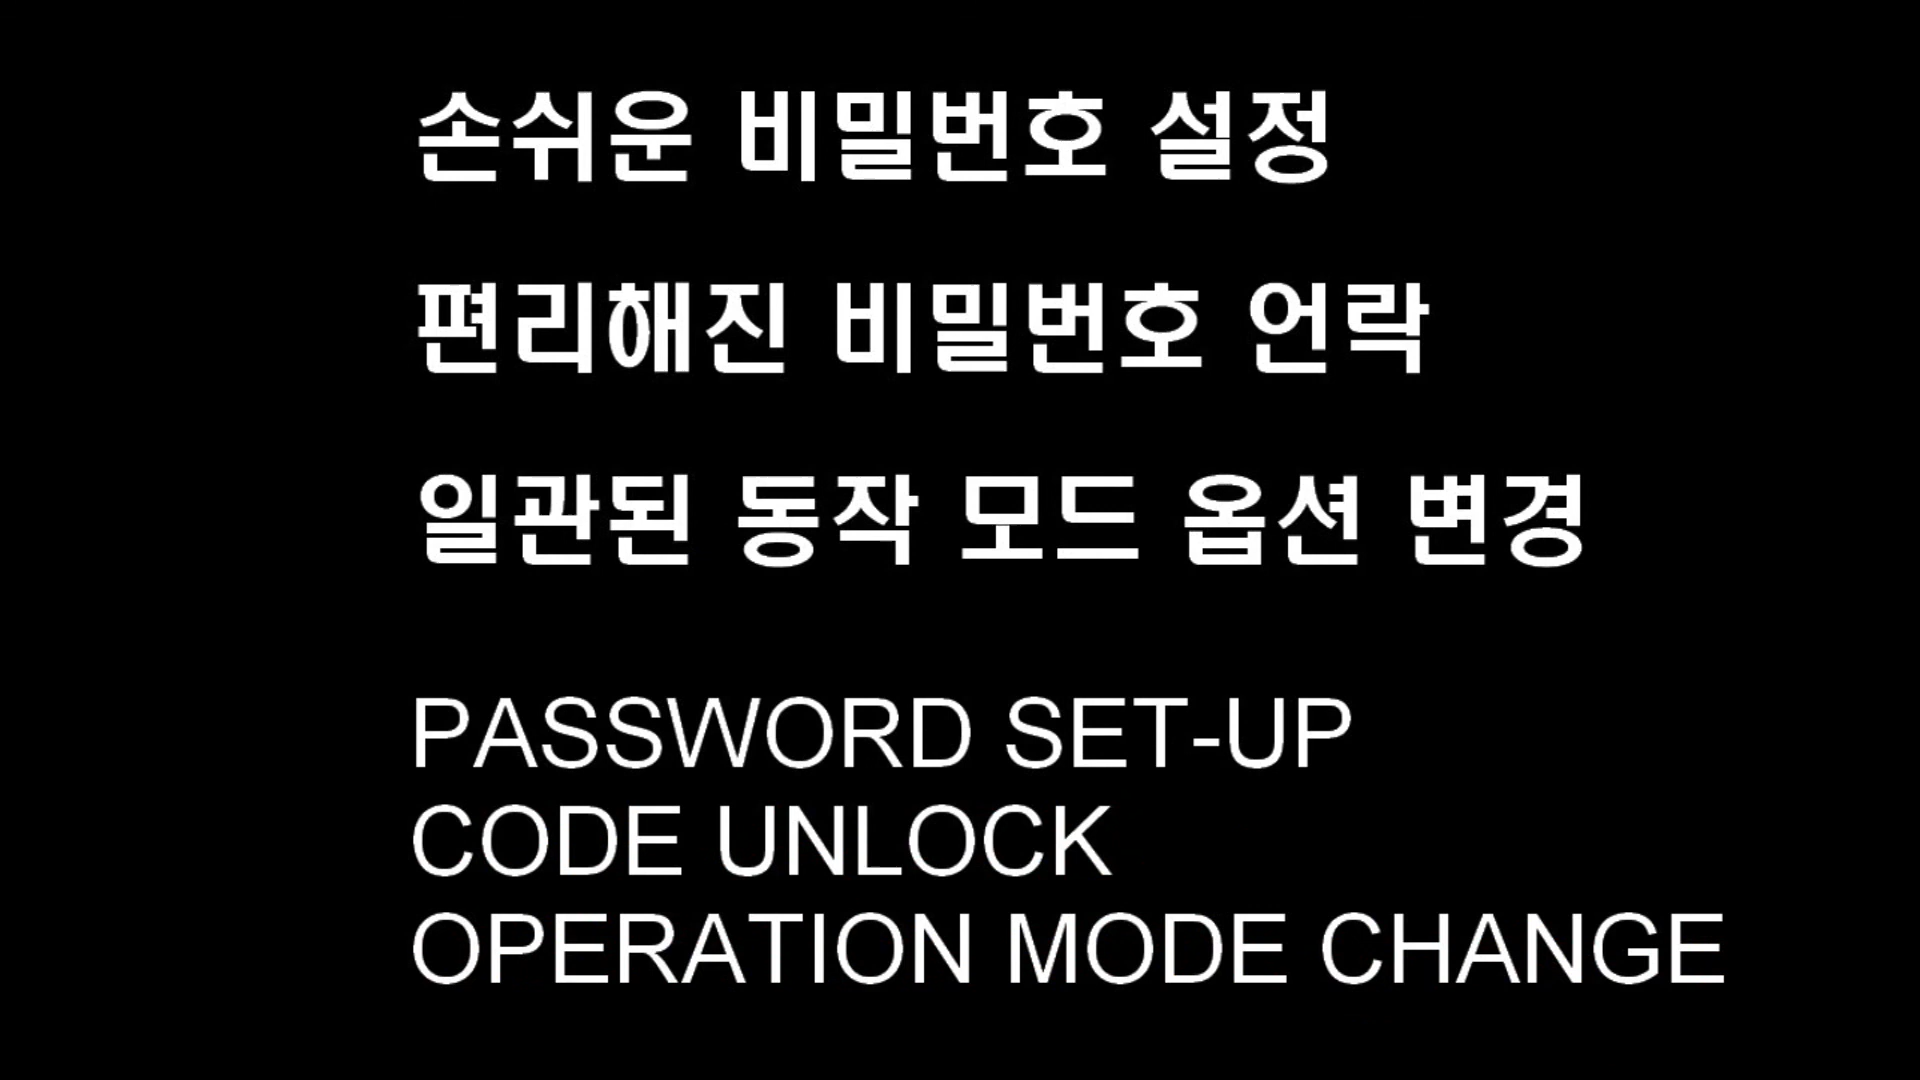 손쉬운 비밀번호 설정
편리해진 비밀번호 언락
일관된 동작 모드 옵션 변경
PASSWORD SET-UP
CODE UNLOCK
OPERATION MODE CHANGE